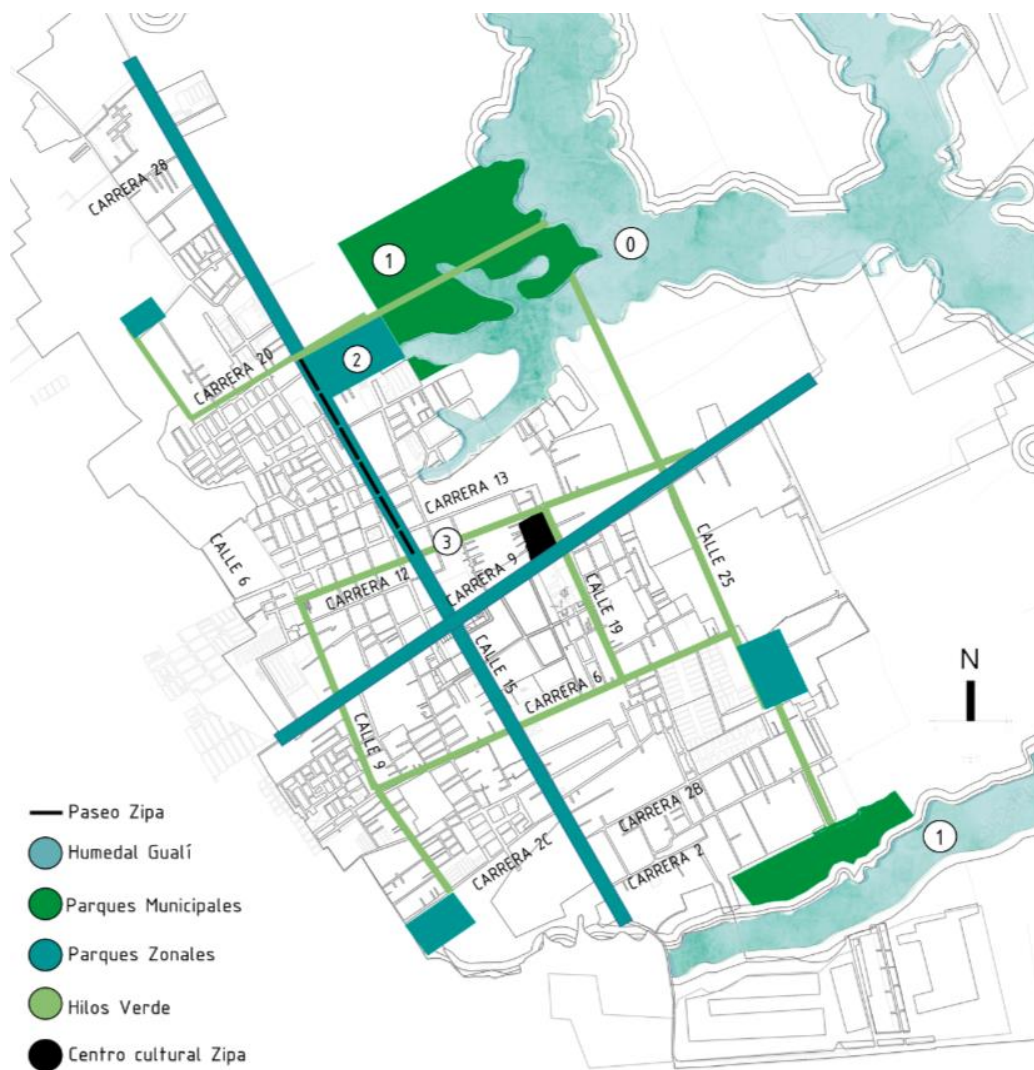 CARRERA 28
1
0
2
CARRERA 20
CARRERA 13
3
CALLE 6
CARRERA 12
CARRERA 9
CALLE 25
CALLE 19
CALLE 15
CARRERA 6
N
CALLE 9
CARRERA 2B
CARRERA 2C
CARRERA 2
1
Paseo Zipa
Humedal Gualí
Parques Municipales
Parques Zonales
Hilos Verde
Centro cultural Zipa